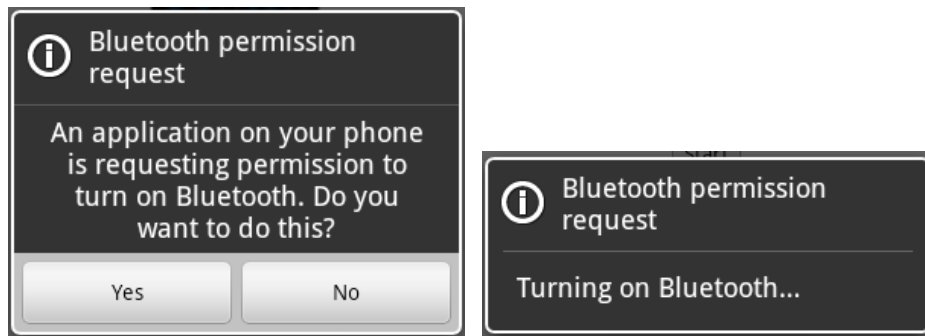 Bluetooth permission
request
An application on your phone
is requesting permission to
turn on Bluetooth. Do you
want to do this?
Yes
No
Start
Bluetooth permission
request
Turning on Bluetooth...